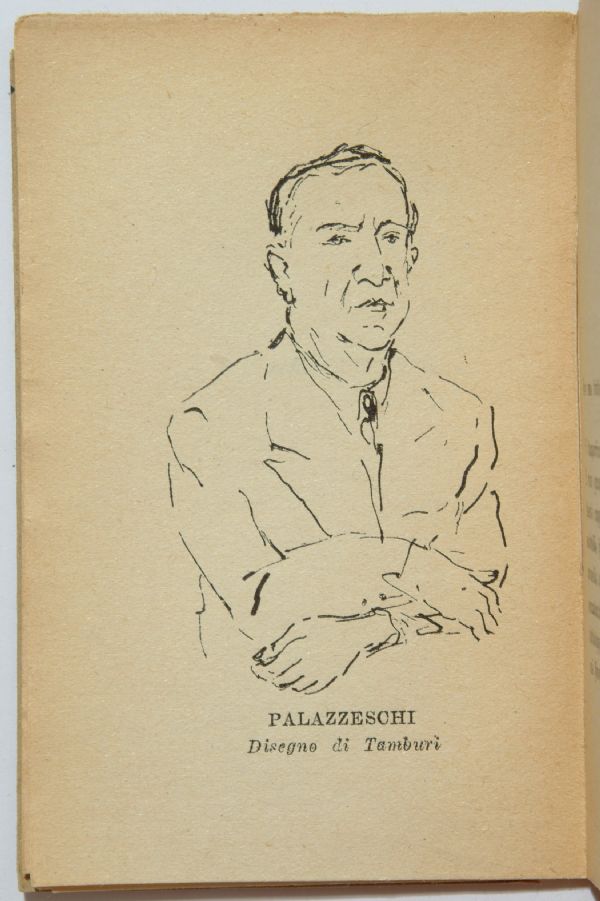 PALAZZESCHI
Disegno di Tamburi